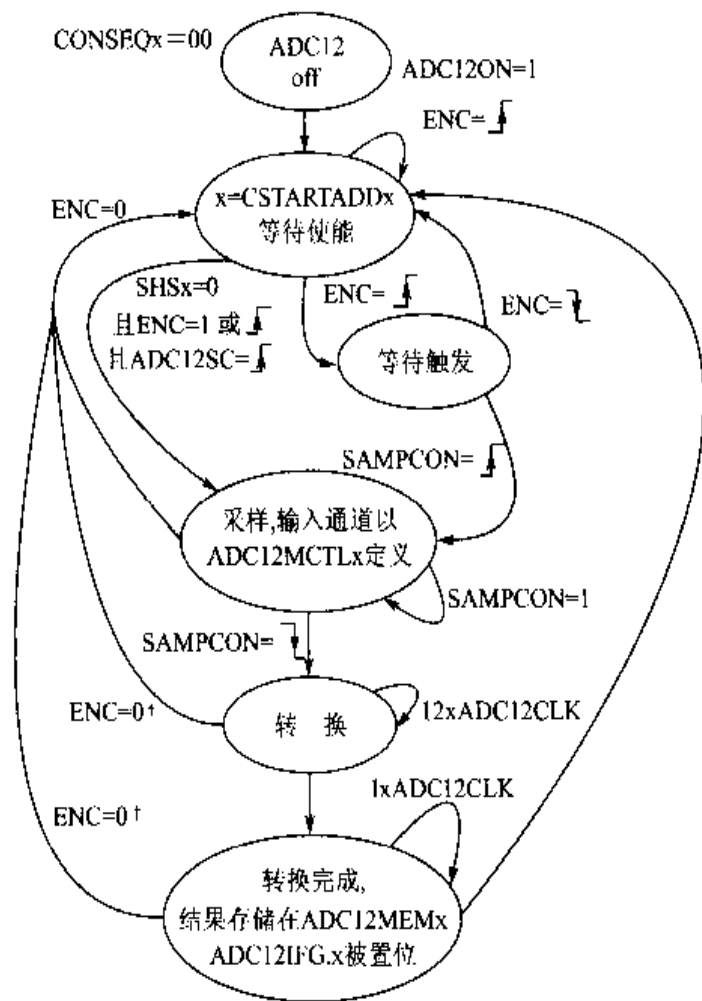 CONSEQx=00
ADC12
off
ADC12ON=1
ENC=
x=CSTARTADDx
等待使能
ENC=0
SHSx=0
且ENC=1 或
且ADC12SC=
ENC=
ENC=
等待触发
SAMPCON=
采样,输入通道以
ADC12MCTLx定义
SAMPCON=1
SAMPCON=
转 换
12xADC12CLK
ENC=0†
1xADC12CLK
ENC=0†
转换完成,
结果存储在ADC12MEMx
ADC12IFG.x被置位